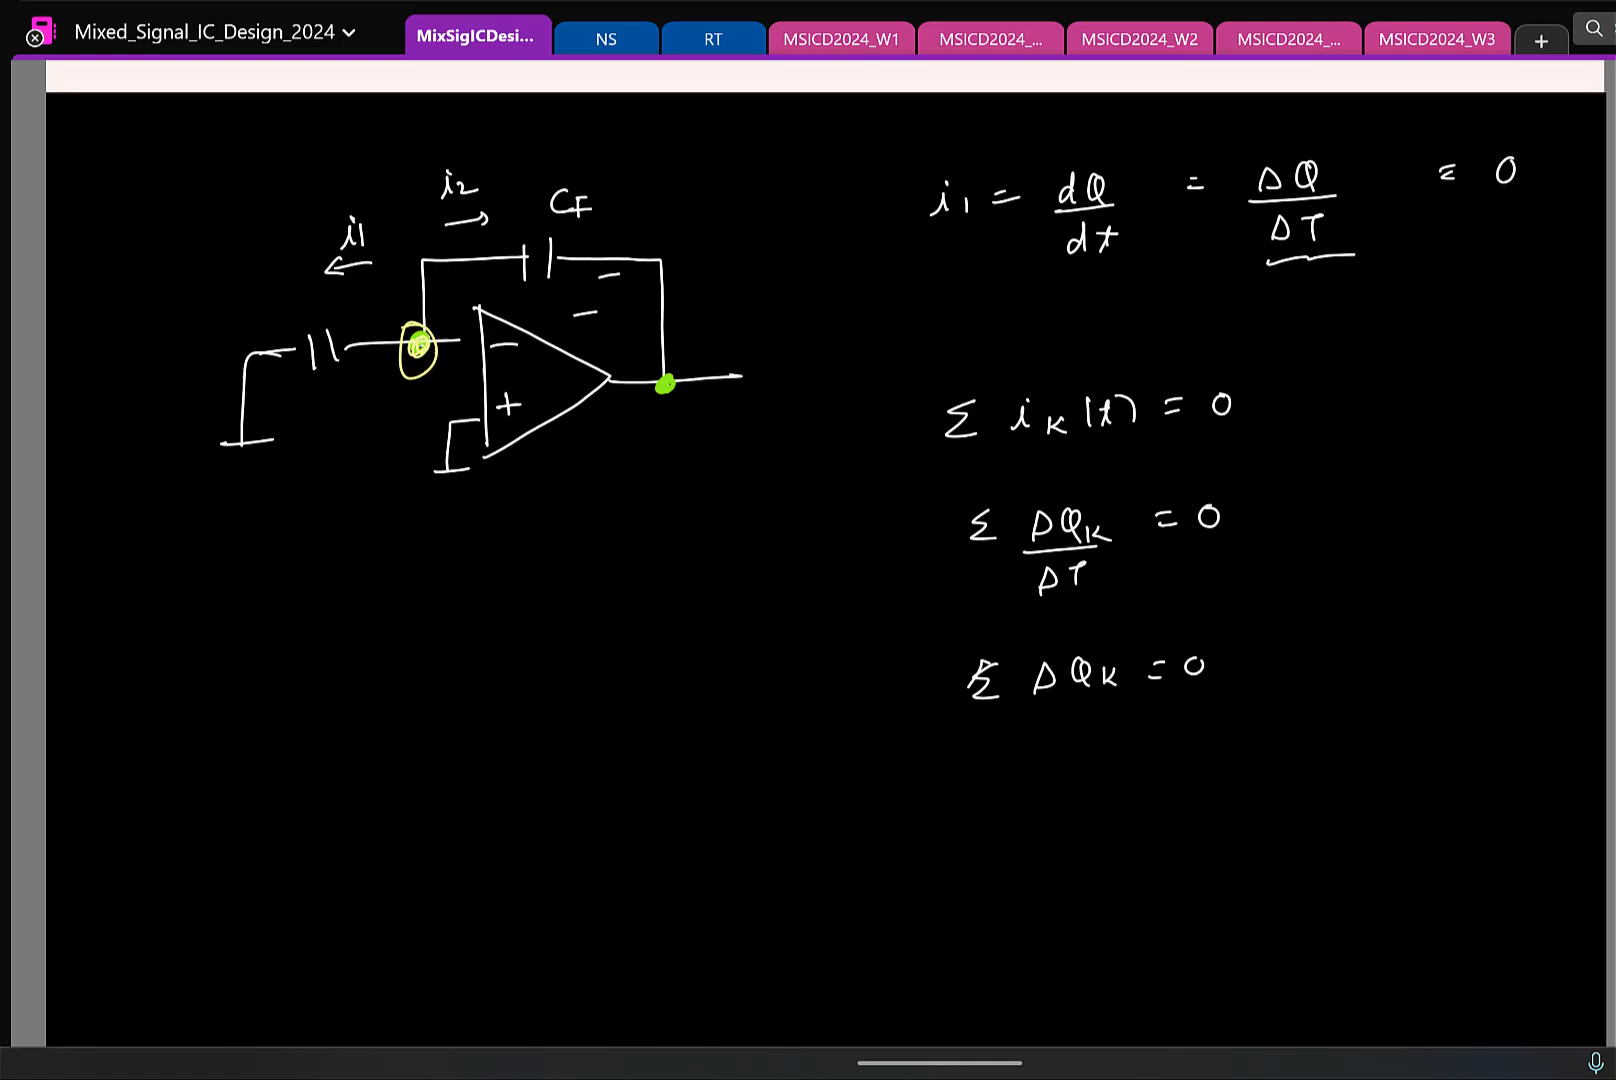 Mixed_Signal_IC_Design_2024
MixSigICDesi... NS RT MSICD2024_W1 MSICD2024_... MSICD2024_W2 MSICD2024_... MSICD2024_W3 +
i1 = dQ/dt = ΔQ/ΔT = 0
i2
CF
i1
−
+
Σ iK(t) = 0
Σ ΔQK/ΔT = 0
Σ ΔQK = 0